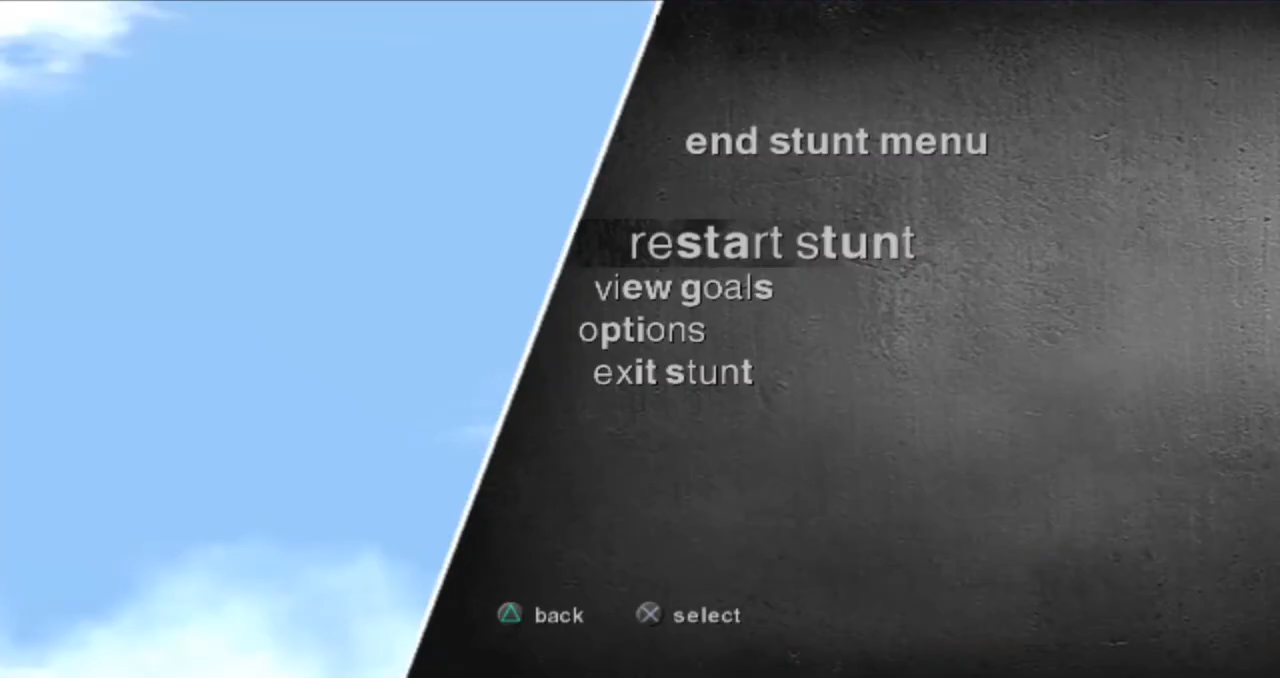 end stunt menu
restart stunt
view goals
options
exit stunt
back select